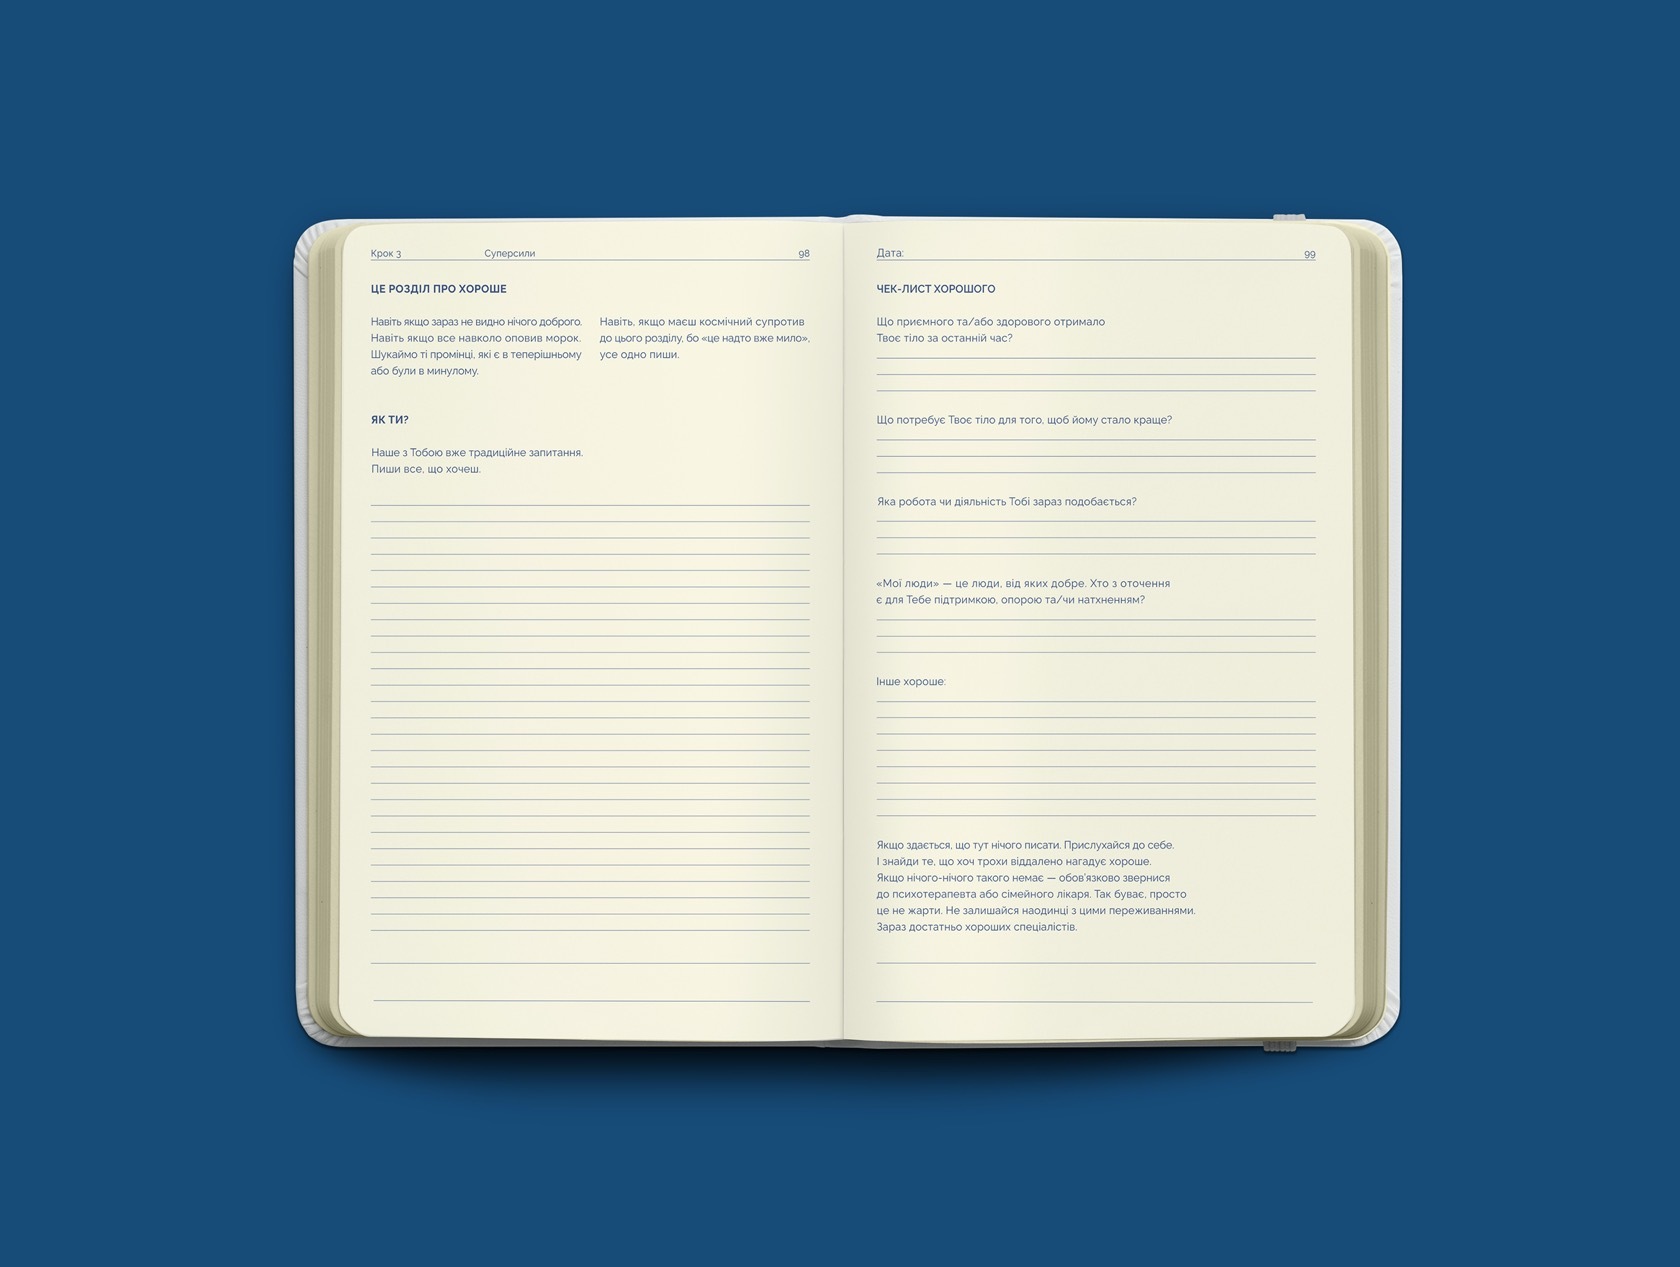 Крок 3 Суперсили 98
ЦЕ РОЗДІЛ ПРО ХОРОШЕ
Навіть якщо зараз не видно нічого доброго.
Навіть якщо все навколо оповив морок.
Шукаймо ті промінці, які є в теперішньому
або були в минулому.
Навіть, якщо маєш космічний супротив
до цього розділу, бо «це надто вже мило»,
усе одно пиши.
ЯК ТИ?
Наше з Тобою вже традиційне запитання.
Пиши все, що хочеш.
Дата: 99
ЧЕК-ЛИСТ ХОРОШОГО
Що приємного та/або здорового отримало
Твоє тіло за останній час?
Що потребує Твоє тіло для того, щоб йому стало краще?
Яка робота чи діяльність Тобі зараз подобається?
«Мої люди» — це люди, від яких добре. Хто з оточення
є для Тебе підтримкою, опорою та/чи натхненням?
Інше хороше:
Якщо здається, що тут нічого писати. Прислухайся до себе.
І знайди те, що хоч трохи віддалено нагадує хороше.
Якщо нічого-нічого такого немає — обов'язково звернися
до психотерапевта або сімейного лікаря. Так буває, просто
це не жарти. Не залишайся наодинці з цими переживаннями.
Зараз достатньо хороших спеціалістів.